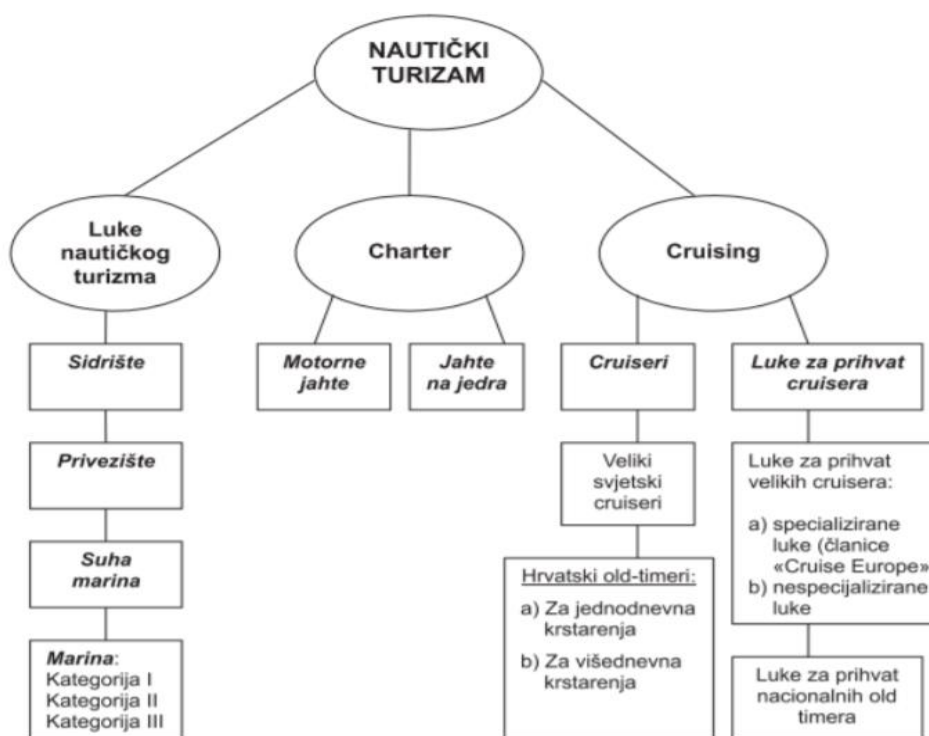 NAUTIČKI
TURIZAM
Luke
nautičkog
turizma
Charter
Cruising
Sidrište
Motorne
jahte
Jahte
na jedra
Cruiseri
Luke za prihvat
cruisera
Privezište
Veliki
svjetski
cruiseri
Luke za prihvat
velikih cruisera:
a) specializirane
luke (članice
«Cruise Europe»
b) nespecijalizirane
luke
Suha
marina
Hrvatski old-timeri:
a) Za jednodnevna
krstarenja
b) Za višednevna
krstarenja
Marina:
Kategorija I
Kategorija II
Kategorija III
Luke za prihvat
nacionalnih old
timera